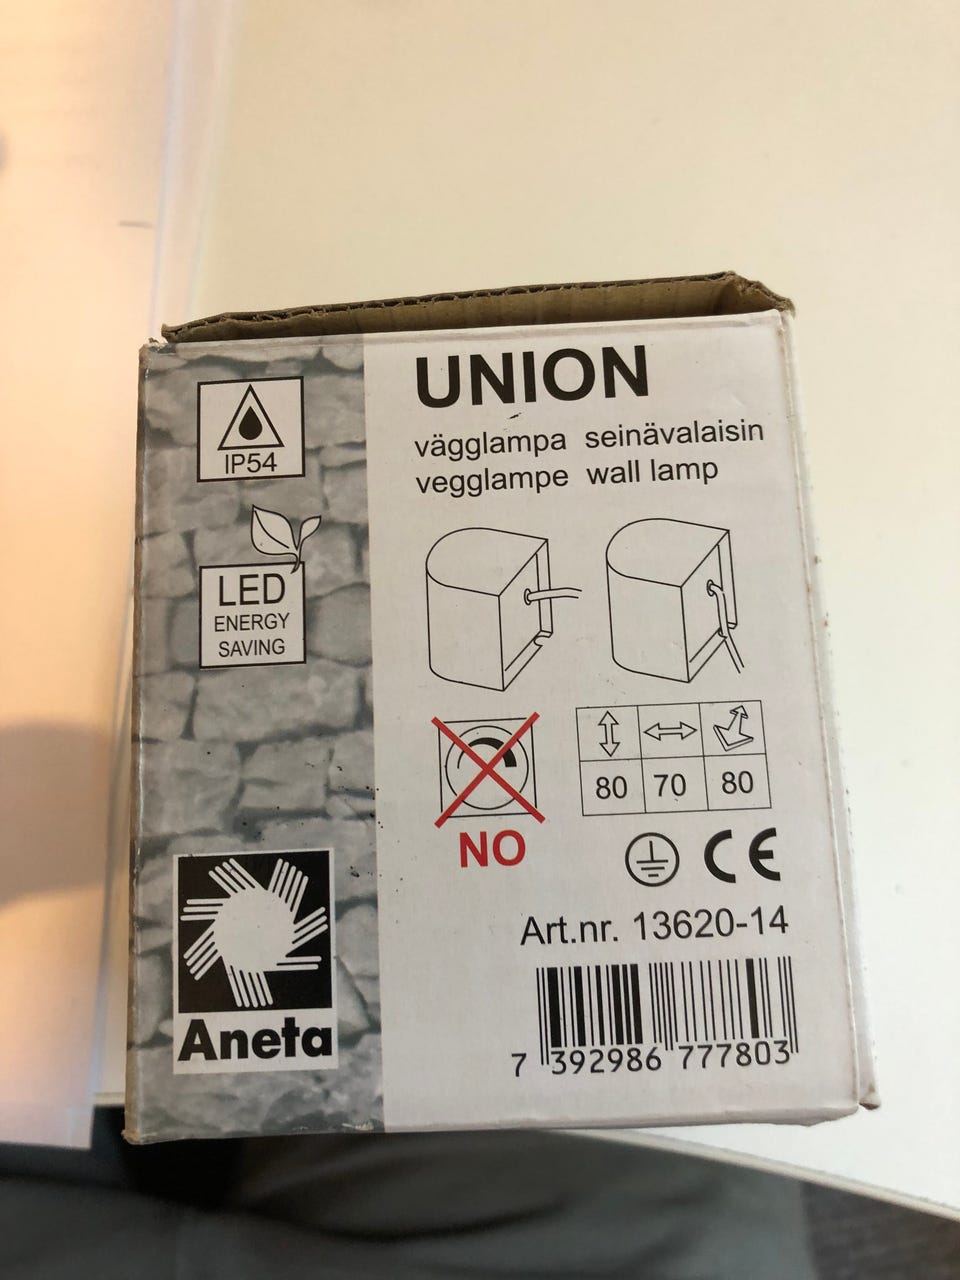 UNION
vägglampa seinävalaisin
vegglampe wall lamp
IP54
LED
ENERGY
SAVING
NO
80 70 80
CE
Art.nr. 13620-14
7 392986 777803
Aneta